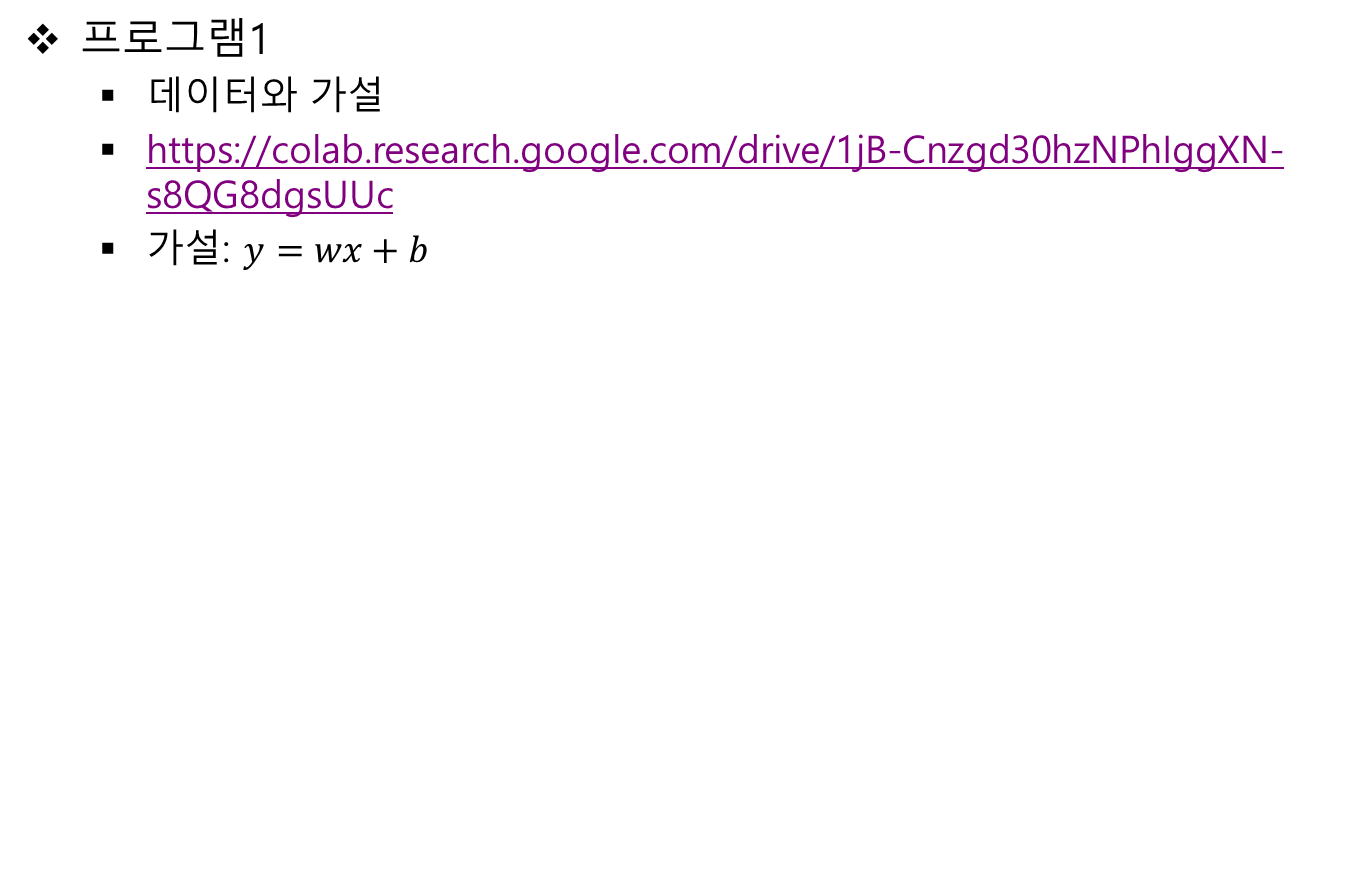 ❖ 프로그램1
▪ 데이터와 가설
▪ https://colab.research.google.com/drive/1jB-Cnzgd30hzNPhIggXN-
s8QG8dgsUUc
▪ 가설: 𝑦 = 𝑤𝑥 + 𝑏